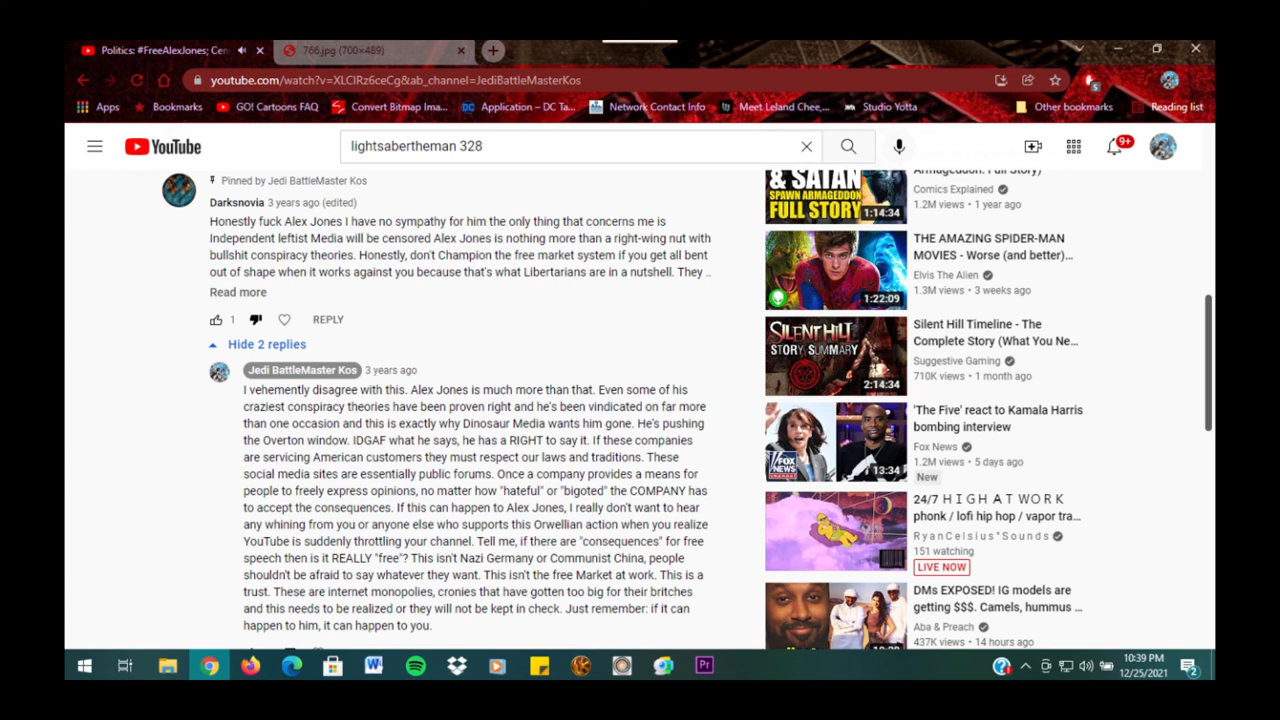 Politics: #FreeAlexJones; Cen
766.jpg (700×489)
youtube.com/watch?v=XLCIRz6ceCg&ab_channel=JediBattleMasterKos
Apps
Bookmarks
GO! Cartoons FAQ
Convert Bitmap Ima...
Application – DC Ta...
Network Contact Info
Meet Leland Chee,...
Studio Yotta
Other bookmarks
Reading list
YouTube
lightsabertheman 328
9+
Pinned by Jedi BattleMaster Kos
Darksnovia 3 years ago (edited)
Honestly fuck Alex Jones I have no sympathy for him the only thing that concerns me is
Independent leftist Media will be censored Alex Jones is nothing more than a right-wing nut with
bullshit conspiracy theories. Honestly, don't Champion the free market system if you get all bent
out of shape when it works against you because that's what Libertarians are in a nutshell. They ..
Read more
1
REPLY
Hide 2 replies
Jedi BattleMaster Kos 3 years ago
I vehemently disagree with this. Alex Jones is much more than that. Even some of his
craziest conspiracy theories have been proven right and he's been vindicated on far more
than one occasion and this is exactly why Dinosaur Media wants him gone. He's pushing
the Overton window. IDGAF what he says, he has a RIGHT to say it. If these companies
are servicing American customers they must respect our laws and traditions. These
social media sites are essentially public forums. Once a company provides a means for
people to freely express opinions, no matter how "hateful" or "bigoted" the COMPANY has
to accept the consequences. If this can happen to Alex Jones, I really don't want to hear
any whining from you or anyone else who supports this Orwellian action when you realize
YouTube is suddenly throttling your channel. Tell me, if there are "consequences" for free
speech then is it REALLY "free"? This isn't Nazi Germany or Communist China, people
shouldn't be afraid to say whatever they want. This isn't the free Market at work. This is a
trust. These are internet monopolies, cronies that have gotten too big for their britches
and this needs to be realized or they will not be kept in check. Just remember: if it can
happen to him, it can happen to you.
& SATAN
SPAWN ARMAGEDDON
FULL STORY
1:14:34
Armageddon: Full Story)
Comics Explained
1.2M views • 1 year ago
1:22:09
THE AMAZING SPIDER-MAN
MOVIES - Worse (and better)...
Elvis The Alien
1.3M views • 3 weeks ago
SILENT HILL
STORY SUMMARY
2:14:34
Silent Hill Timeline - The
Complete Story (What You Ne...
Suggestive Gaming
710K views • 1 month ago
FOX
NEWS
channel
13:34
'The Five' react to Kamala Harris
bombing interview
Fox News
1.2M views • 5 days ago
New
24/7 H I G H A T W O R K
phonk / lofi hip hop / vapor tra...
R y a n C e l s i u s ° S o u n d s
151 watching
LIVE NOW
DMs EXPOSED! IG models are
getting $$$. Camels, hummus ...
Aba & Preach
437K views • 14 hours ago
10:39 PM
12/25/2021
2